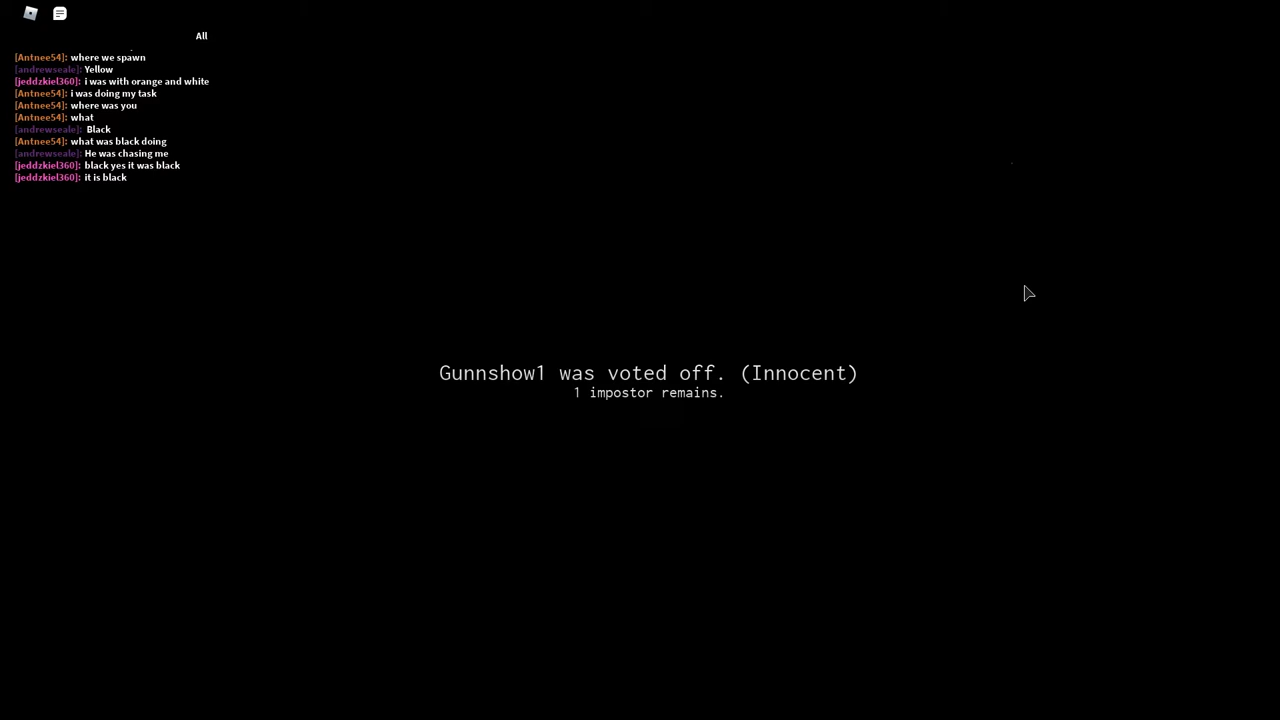 All
[Antnee54]: where we spawn
[andrewseale]: Yellow
[jeddzkiel360]: i was with orange and white
[Antnee54]: i was doing my task
[Antnee54]: where was you
[Antnee54]: what
[andrewseale]: Black
[Antnee54]: what was black doing
[andrewseale]: He was chasing me
[jeddzkiel360]: black yes it was black
[jeddzkiel360]: it is black
Gunnshow1 was voted off. (Innocent)
1 impostor remains.